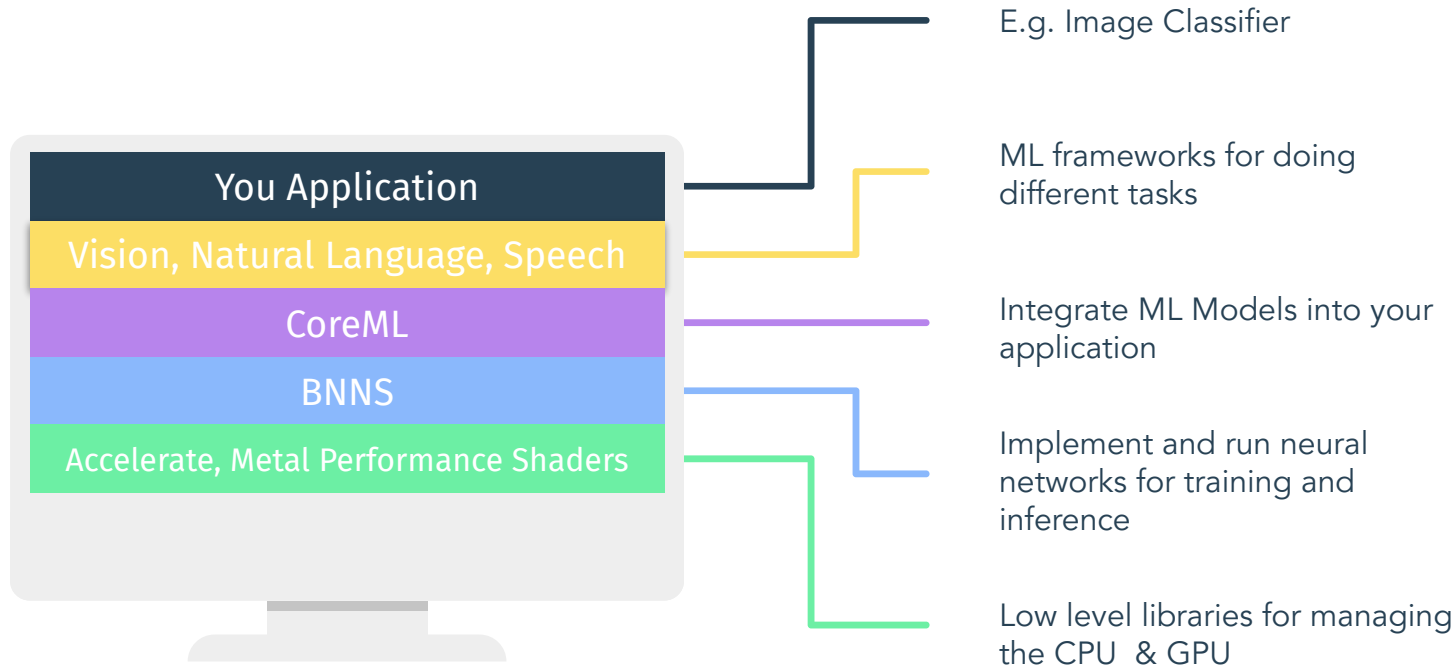 E.g. Image Classifier
You Application
ML frameworks for doing
different tasks
Vision, Natural Language, Speech
CoreML
Integrate ML Models into your
application
BNNS
Implement and run neural
networks for training and
inference
Accelerate, Metal Performance Shaders
Low level libraries for managing
the CPU & GPU